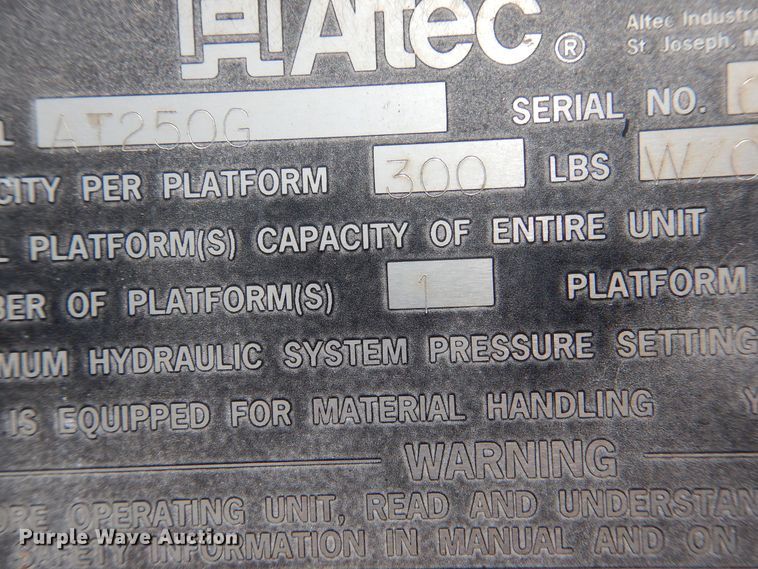 Altec ®
Altec Industr
St. Joseph, M
L AT250G SERIAL NO.
CITY PER PLATFORM 300 LBS W/O
L PLATFORM(S) CAPACITY OF ENTIRE UNIT
BER OF PLATFORM(S) 1 PLATFORM
MUM HYDRAULIC SYSTEM PRESSURE SETTING
IS EQUIPPED FOR MATERIAL HANDLING Y
WARNING
ORE OPERATING UNIT, READ AND UNDERSTAN
SAFETY INFORMATION IN MANUAL AND ON
Purple Wave Auction